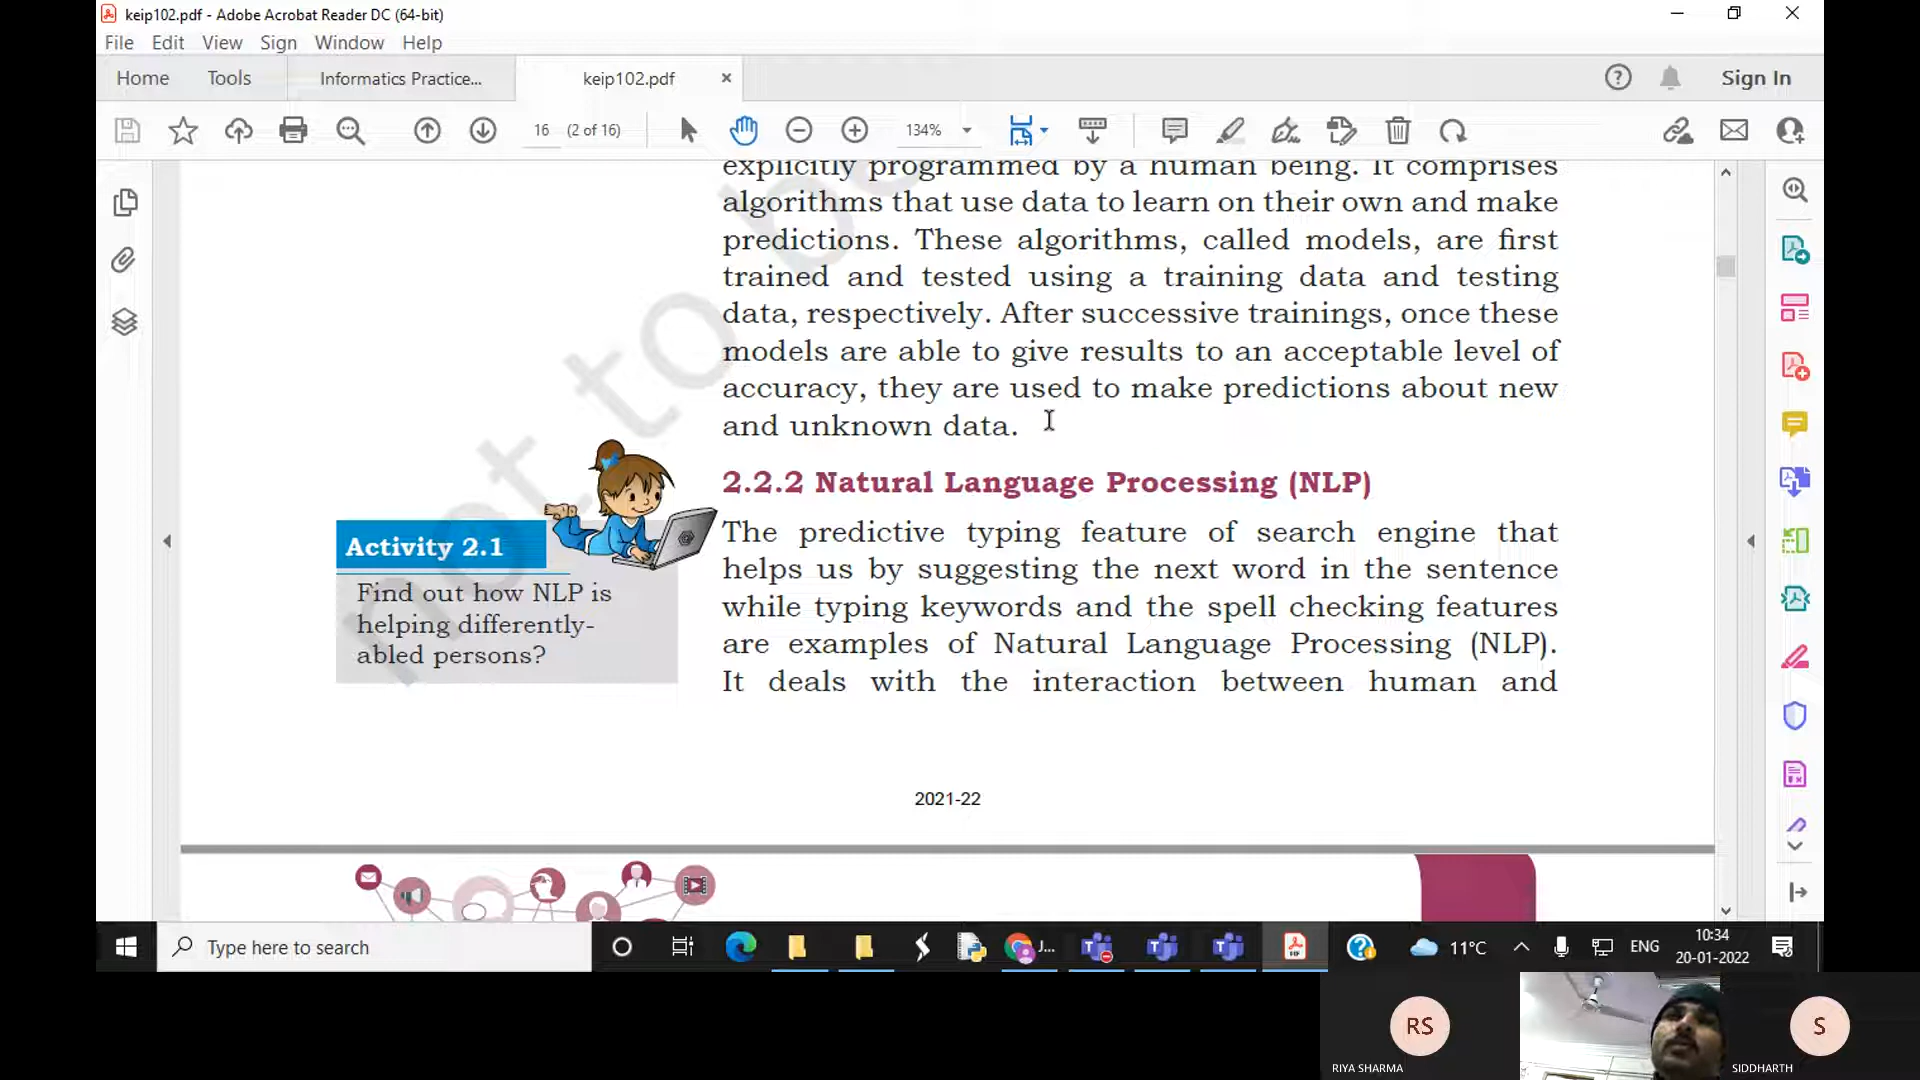 keip102.pdf - Adobe Acrobat Reader DC (64-bit)
File Edit View Sign Window Help
Home Tools Informatics Practice... keip102.pdf × Sign In
16 (2 of 16) 134%
explicitly programmed by a human being. It comprises
algorithms that use data to learn on their own and make
predictions. These algorithms, called models, are first
trained and tested using a training data and testing
data, respectively. After successive trainings, once these
models are able to give results to an acceptable level of
accuracy, they are used to make predictions about new
and unknown data.
2.2.2 Natural Language Processing (NLP)
The predictive typing feature of search engine that
helps us by suggesting the next word in the sentence
while typing keywords and the spell checking features
are examples of Natural Language Processing (NLP).
It deals with the interaction between human and
Activity 2.1
Find out how NLP is
helping differently-
abled persons?
not to be
2021-22
Type here to search
J...
11°C
ENG
10:34
20-01-2022
RS
RIYA SHARMA
S
SIDDHARTH